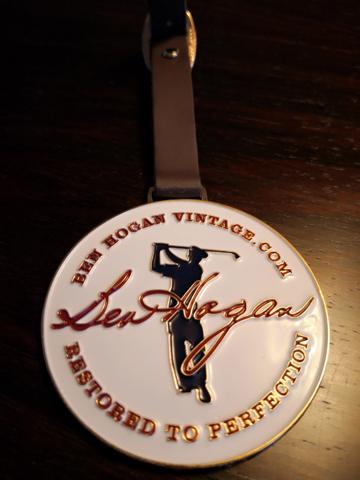 BEN HOGAN VINTAGE.COM
Ben Hogan
RESTORED TO PERFECTION